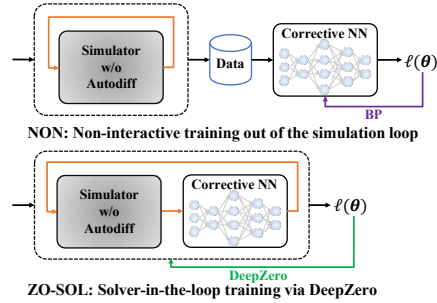 Simulator
w/o
Autodiff
Data
Corrective NN
ℓ(θ)
BP
NON: Non-interactive training out of the simulation loop
Simulator
w/o
Autodiff
Corrective NN
ℓ(θ)
DeepZero
ZO-SOL: Solver-in-the-loop training via DeepZero